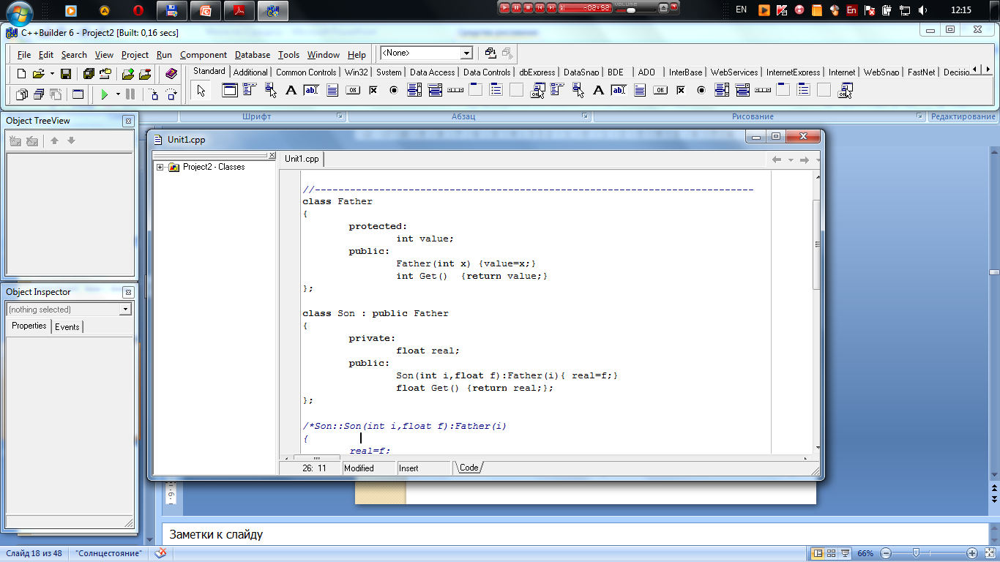 EN
-02:52
VOLUME
En
12:15
C++Builder 6 - Project2 [Built: 0,16 secs]
File Edit Search View Project Run Component Database Tools Window Help
<None>
Standard Additional Common Controls Win32 System Data Access Data Controls dbExpress DataSnap BDE ADO InterBase WebServices InternetExpress Internet WebSnap FastNet Decisio
Шрифт Абзац Рисование Редактирование
Object TreeView
Unit1.cpp
Project2 - Classes
Unit1.cpp
//---------------------------------------------------------------------------
class Father
{
protected:
int value;
public:
Father(int x) {value=x;}
int Get()  {return value;}
};
class Son : public Father
{
private:
float real;
public:
Son(int i,float f):Father(i){ real=f;}
float Get() {return real;};
};
/*Son::Son(int i,float f):Father(i)
{
real=f;
26: 11 Modified Insert Code
Object Inspector
(nothing selected)
Properties Events
Заметки к слайду
Слайд 18 из 48 "Солнцестояние" 66%